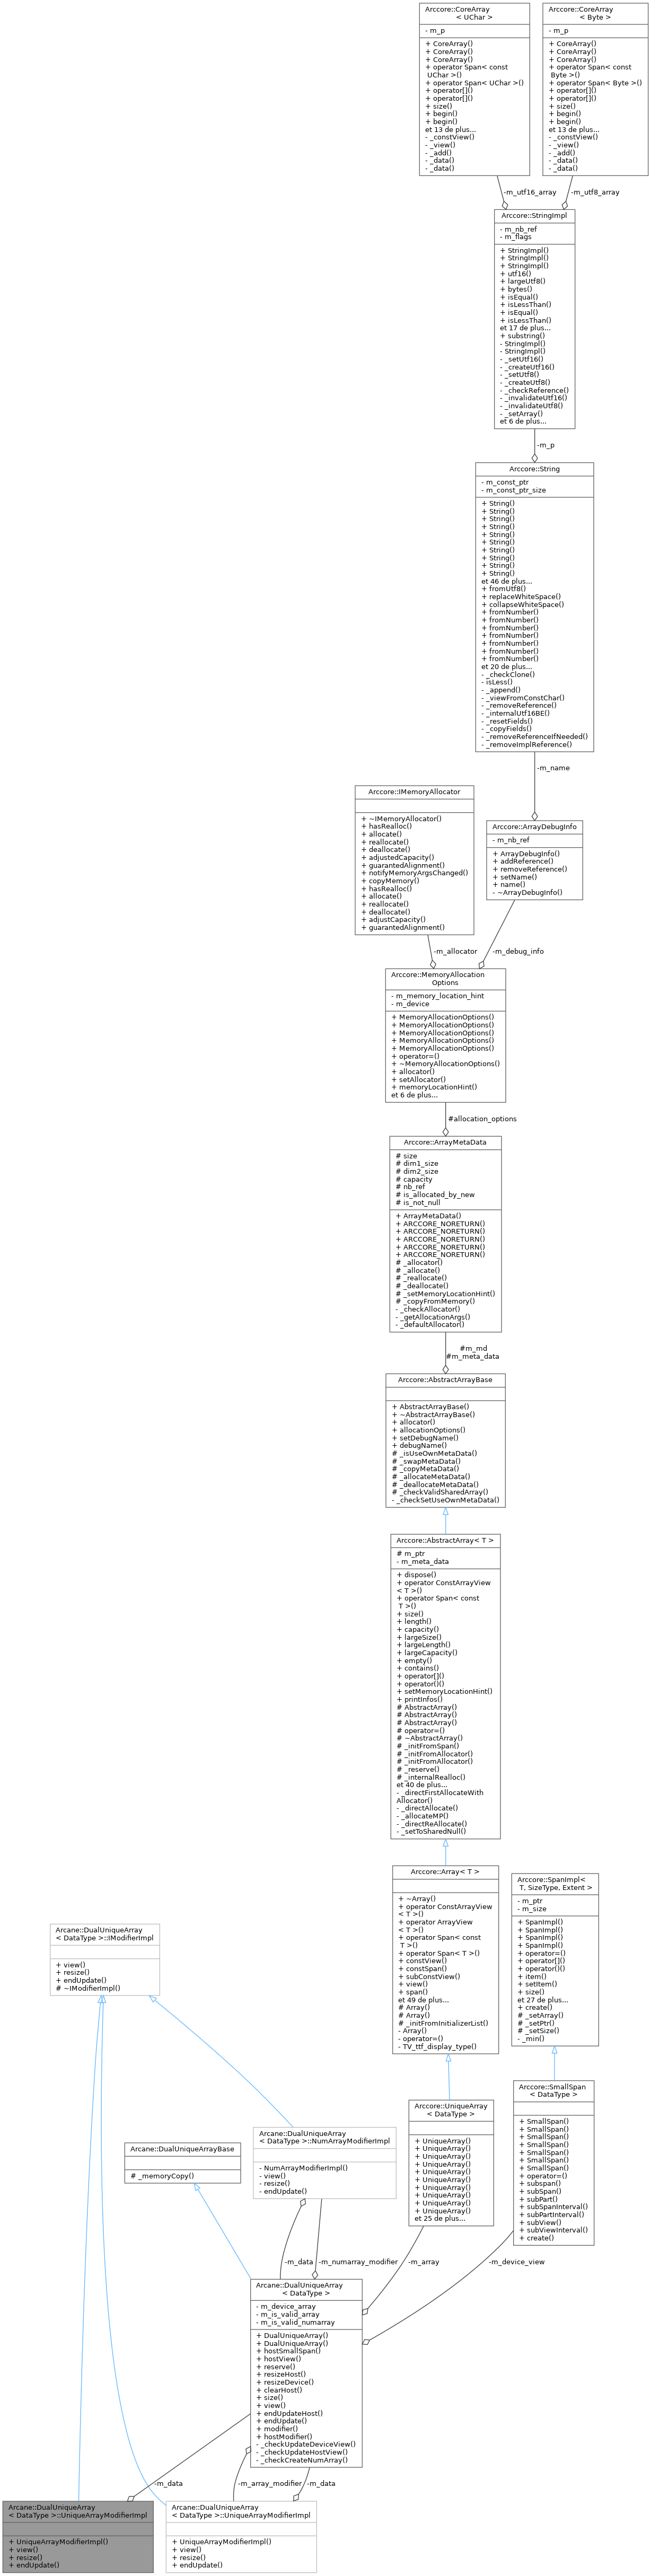 Arccore::CoreArray
< UChar >
- m_p
+ CoreArray()
+ CoreArray()
+ CoreArray()
+ operator Span< const
UChar >()
+ operator Span< UChar >()
+ operator[]()
+ operator[]()
+ size()
+ begin()
+ begin()
et 13 de plus...
- _constView()
- _view()
- _add()
- _data()
- _data()
Arccore::CoreArray
< Byte >
- m_p
+ CoreArray()
+ CoreArray()
+ CoreArray()
+ operator Span< const
Byte >()
+ operator Span< Byte >()
+ operator[]()
+ operator[]()
+ size()
+ begin()
+ begin()
et 13 de plus...
- _constView()
- _view()
- _add()
- _data()
- _data()
-m_utf16_array
-m_utf8_array
Arccore::StringImpl
- m_nb_ref
- m_flags
+ StringImpl()
+ StringImpl()
+ StringImpl()
+ utf16()
+ largeUtf8()
+ bytes()
+ isEqual()
+ isLessThan()
+ isEqual()
+ isLessThan()
et 17 de plus...
+ substring()
- StringImpl()
- StringImpl()
- _setUtf16()
- _createUtf16()
- _setUtf8()
- _createUtf8()
- _checkReference()
- _invalidateUtf16()
- _invalidateUtf8()
- _setArray()
et 6 de plus...
-m_p
Arccore::String
- m_const_ptr
- m_const_ptr_size
+ String()
+ String()
+ String()
+ String()
+ String()
+ String()
+ String()
+ String()
+ String()
+ String()
et 46 de plus...
+ fromUtf8()
+ replaceWhiteSpace()
+ collapseWhiteSpace()
+ fromNumber()
+ fromNumber()
+ fromNumber()
+ fromNumber()
+ fromNumber()
+ fromNumber()
+ fromNumber()
et 20 de plus...
- _checkClone()
- isLess()
- _append()
- _viewFromConstChar()
- _removeReference()
- _internalUtf16BE()
- _resetFields()
- _copyFields()
- _removeReferenceIfNeeded()
- _removeImplReference()
-m_name
Arccore::IMemoryAllocator
+ ~IMemoryAllocator()
+ hasRealloc()
+ allocate()
+ reallocate()
+ deallocate()
+ adjustedCapacity()
+ guarantedAlignment()
+ notifyMemoryArgsChanged()
+ copyMemory()
+ hasRealloc()
+ allocate()
+ reallocate()
+ deallocate()
+ adjustCapacity()
+ guarantedAlignment()
Arccore::ArrayDebugInfo
- m_nb_ref
+ ArrayDebugInfo()
+ addReference()
+ removeReference()
+ setName()
+ name()
- ~ArrayDebugInfo()
-m_allocator
-m_debug_info
Arccore::MemoryAllocation
Options
- m_memory_location_hint
- m_device
+ MemoryAllocationOptions()
+ MemoryAllocationOptions()
+ MemoryAllocationOptions()
+ MemoryAllocationOptions()
+ MemoryAllocationOptions()
+ operator=()
+ ~MemoryAllocationOptions()
+ allocator()
+ setAllocator()
+ memoryLocationHint()
et 6 de plus...
#allocation_options
Arccore::ArrayMetaData
# size
# dim1_size
# dim2_size
# capacity
# nb_ref
# is_allocated_by_new
# is_not_null
+ ArrayMetaData()
+ ARCCORE_NORETURN()
+ ARCCORE_NORETURN()
+ ARCCORE_NORETURN()
+ ARCCORE_NORETURN()
+ ARCCORE_NORETURN()
# _allocator()
# _allocate()
# _reallocate()
# _deallocate()
# _setMemoryLocationHint()
# _copyFromMemory()
- _checkAllocator()
- _getAllocationArgs()
- _defaultAllocator()
#m_md
#m_meta_data
Arccore::AbstractArrayBase
+ AbstractArrayBase()
+ ~AbstractArrayBase()
+ allocator()
+ allocationOptions()
+ setDebugName()
+ debugName()
# _isUseOwnMetaData()
# _swapMetaData()
# _copyMetaData()
# _allocateMetaData()
# _deallocateMetaData()
# _checkValidSharedArray()
- _checkSetUseOwnMetaData()
Arccore::AbstractArray< T >
# m_ptr
- m_meta_data
+ dispose()
+ operator ConstArrayView
< T >()
+ operator Span< const
T >()
+ size()
+ length()
+ capacity()
+ largeSize()
+ largeLength()
+ largeCapacity()
+ empty()
+ contains()
+ operator[]()
+ operator()()
+ setMemoryLocationHint()
+ printInfos()
# AbstractArray()
# AbstractArray()
# AbstractArray()
# operator=()
# ~AbstractArray()
# _initFromSpan()
# _initFromAllocator()
# _initFromAllocator()
# _reserve()
# _internalRealloc()
et 40 de plus...
- _directFirstAllocateWith
Allocator()
- _directAllocate()
- _allocateMP()
- _directReAllocate()
- _setToSharedNull()
Arccore::Array< T >
+ ~Array()
+ operator ConstArrayView
< T >()
+ operator ArrayView
< T >()
+ operator Span< const
T >()
+ operator Span< T >()
+ constView()
+ constSpan()
+ subConstView()
+ view()
+ span()
et 49 de plus...
# Array()
# Array()
# _initFromInitializerList()
- Array()
- operator=()
- TV_ttf_display_type()
Arccore::SpanImpl<
T, SizeType, Extent >
- m_ptr
- m_size
+ SpanImpl()
+ SpanImpl()
+ SpanImpl()
+ SpanImpl()
+ operator=()
+ operator[]()
+ operator()()
+ item()
+ setItem()
+ size()
et 27 de plus...
+ create()
# _setArray()
# _setPtr()
# _setSize()
- _min()
Arcane::DualUniqueArray
< DataType >::IModifierImpl
+ view()
+ resize()
+ endUpdate()
# ~IModifierImpl()
Arccore::UniqueArray
< DataType >
+ UniqueArray()
+ UniqueArray()
+ UniqueArray()
+ UniqueArray()
+ UniqueArray()
+ UniqueArray()
+ UniqueArray()
+ UniqueArray()
+ UniqueArray()
+ UniqueArray()
et 25 de plus...
Arccore::SmallSpan
< DataType >
+ SmallSpan()
+ SmallSpan()
+ SmallSpan()
+ SmallSpan()
+ SmallSpan()
+ SmallSpan()
+ SmallSpan()
+ operator=()
+ subspan()
+ subSpan()
+ subPart()
+ subSpanInterval()
+ subPartInterval()
+ subView()
+ subViewInterval()
+ create()
Arcane::DualUniqueArrayBase
# _memoryCopy()
Arcane::DualUniqueArray
< DataType >::NumArrayModifierImpl
- NumArrayModifierImpl()
- view()
- resize()
- endUpdate()
-m_data
-m_numarray_modifier
-m_array
-m_device_view
Arcane::DualUniqueArray
< DataType >
- m_device_array
- m_is_valid_array
- m_is_valid_numarray
+ DualUniqueArray()
+ DualUniqueArray()
+ hostSmallSpan()
+ hostView()
+ reserve()
+ resizeHost()
+ resizeDevice()
+ clearHost()
+ size()
+ view()
+ endUpdateHost()
+ endUpdate()
+ modifier()
+ hostModifier()
- _checkUpdateDeviceView()
- _checkUpdateHostView()
- _checkCreateNumArray()
-m_data
-m_array_modifier
-m_data
Arcane::DualUniqueArray
< DataType >::UniqueArrayModifierImpl
+ UniqueArrayModifierImpl()
+ view()
+ resize()
+ endUpdate()
Arcane::DualUniqueArray
< DataType >::UniqueArrayModifierImpl
+ UniqueArrayModifierImpl()
+ view()
+ resize()
+ endUpdate()